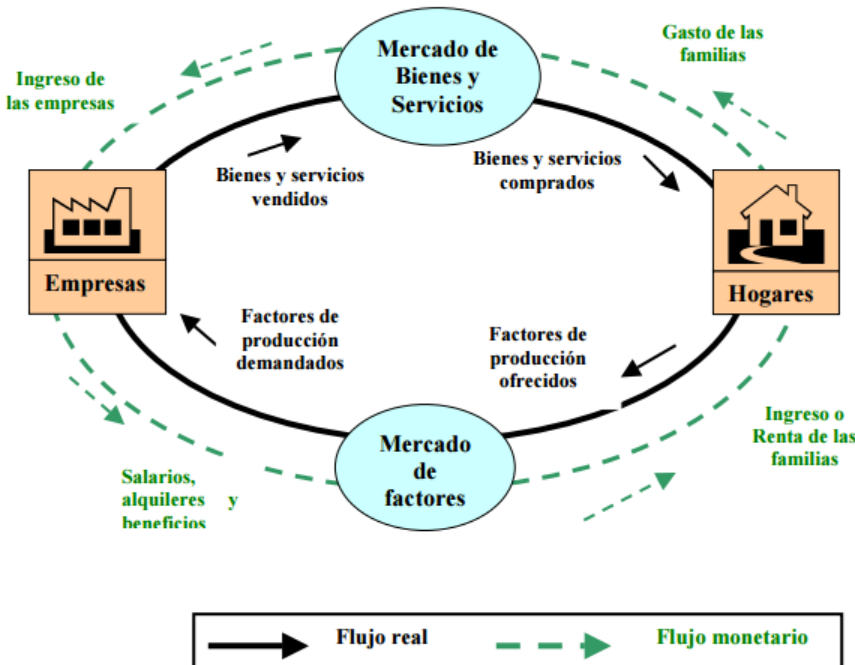 Mercado de
Bienes y
Servicios
Gasto de las
familias
Ingreso de
las empresas
Bienes y servicios
vendidos
Bienes y servicios
comprados
Empresas
Hogares
Factores de
producción
demandados
Factores de
producción
ofrecidos
Mercado
de
factores
Ingreso o
Renta de las
familias
Salarios,
alquileres y
beneficios
Flujo real
Flujo monetario